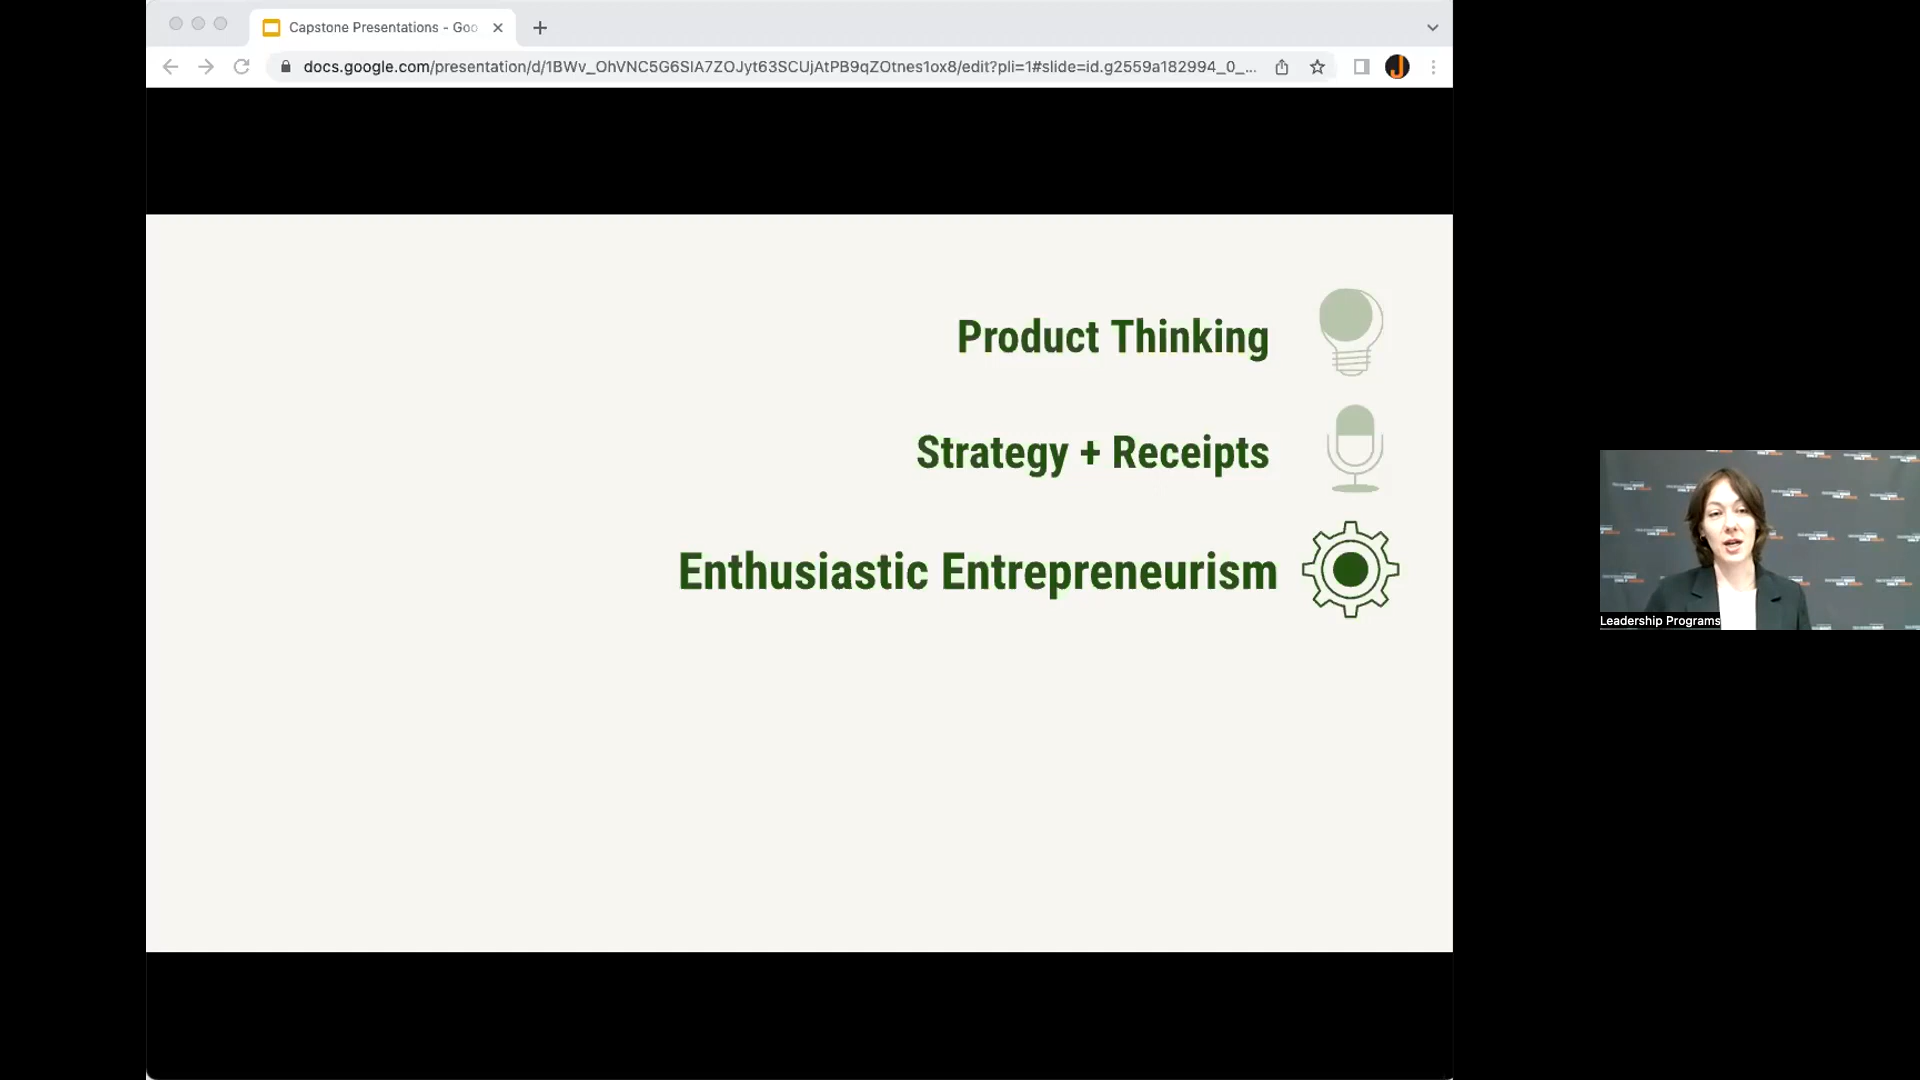 Capstone Presentations - Goo
docs.google.com/presentation/d/1BWv_OhVNC5G6SlA7ZOJyt63SCUjAtPB9qZOtnes1ox8/edit?pli=1#slide=id.g2559a182994_0_...
Product Thinking
Strategy + Receipts
Enthusiastic Entrepreneurism
Leadership Programs